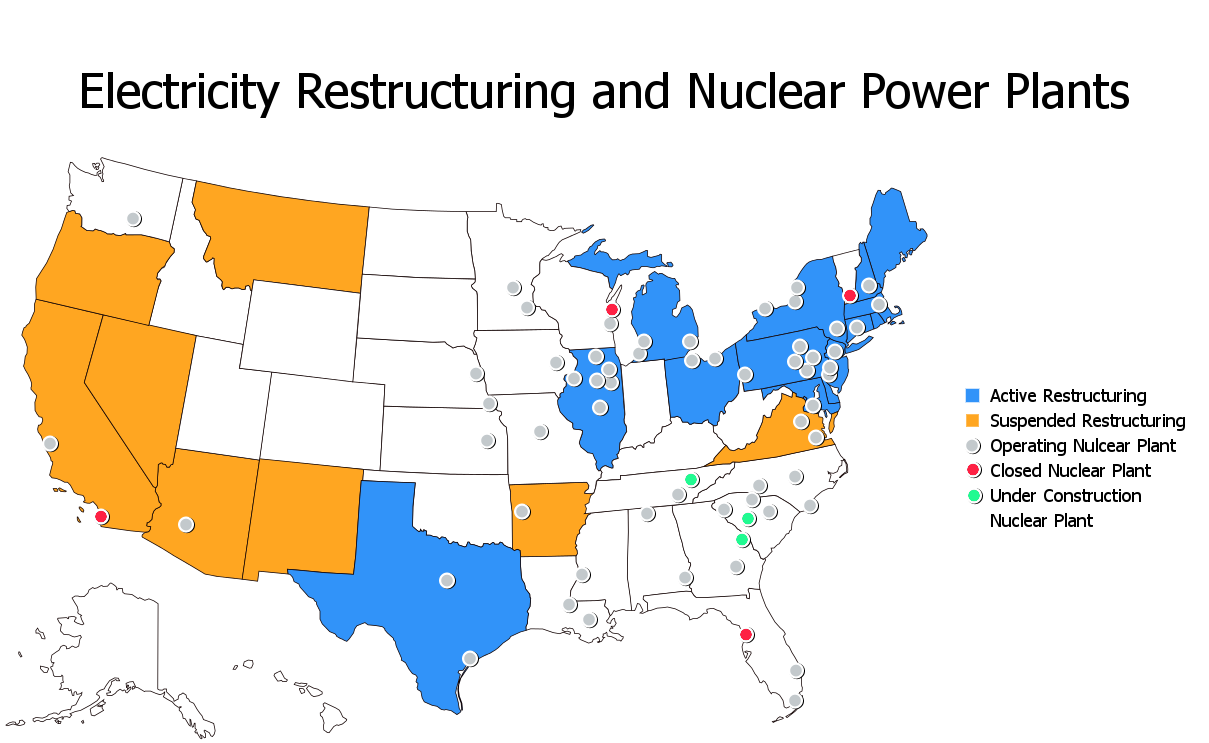 Electricity Restructuring and Nuclear Power Plants
Active Restructuring
Suspended Restructuring
Operating Nulcear Plant
Closed Nuclear Plant
Under Construction
Nuclear Plant